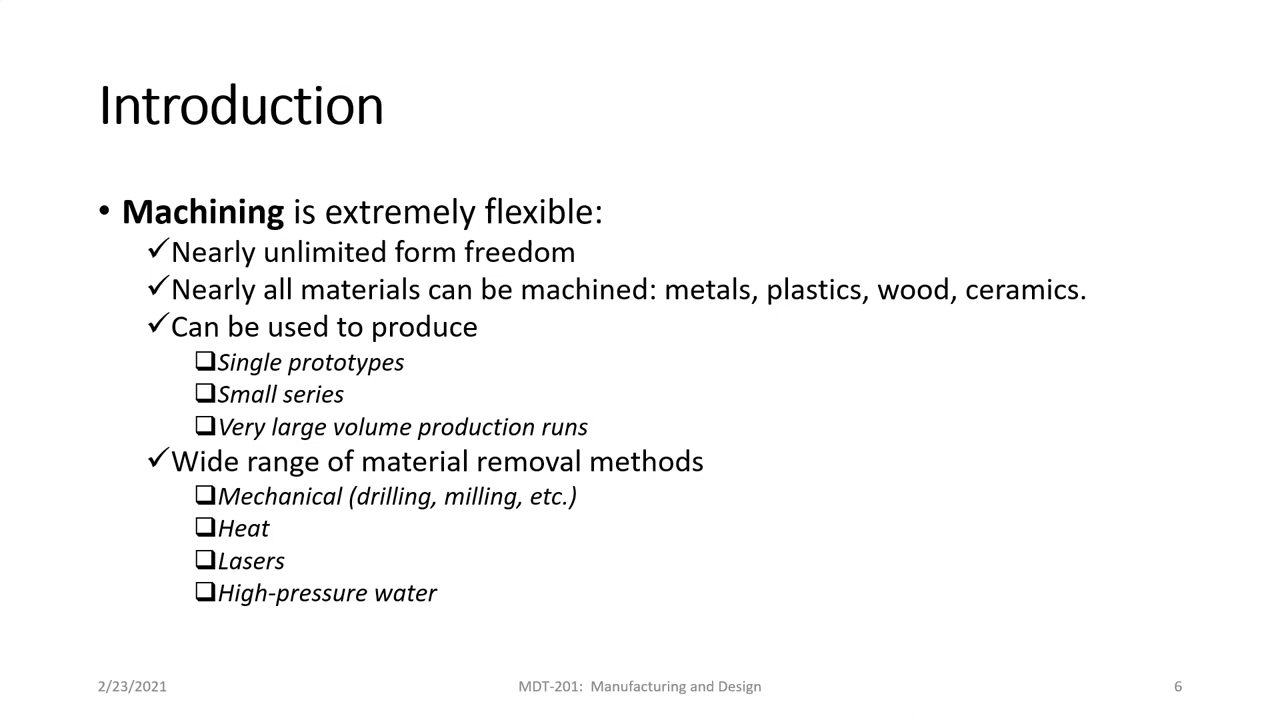 Introduction
• Machining is extremely flexible:
✓Nearly unlimited form freedom
✓Nearly all materials can be machined: metals, plastics, wood, ceramics.
✓Can be used to produce
❑Single prototypes
❑Small series
❑Very large volume production runs
✓Wide range of material removal methods
❑Mechanical (drilling, milling, etc.)
❑Heat
❑Lasers
❑High-pressure water
2/23/2021 MDT-201: Manufacturing and Design 6